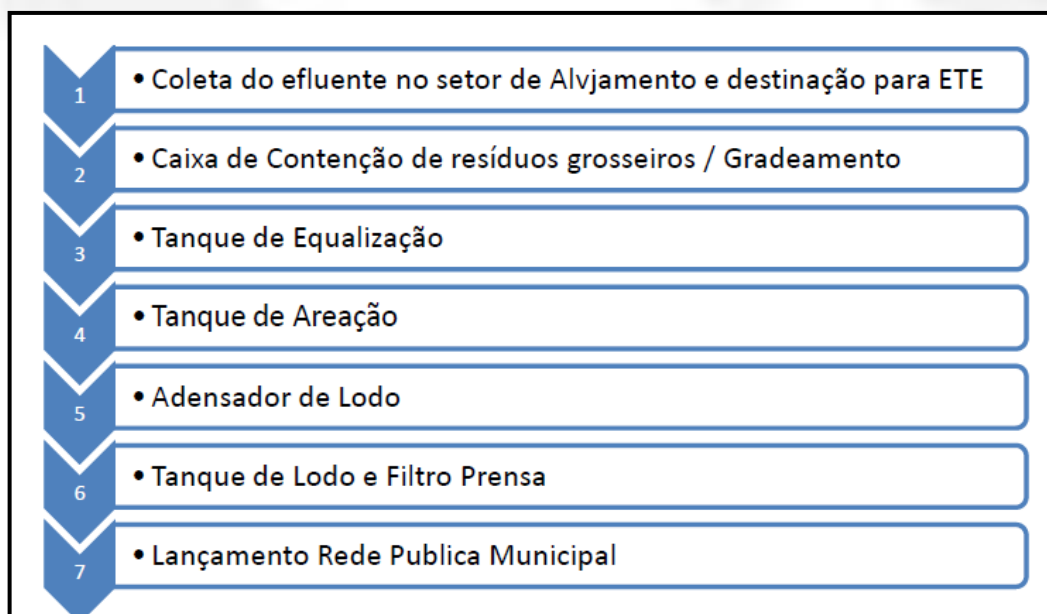 1 • Coleta do efluente no setor de Alvjamento e destinação para ETE
2 • Caixa de Contenção de resíduos grosseiros / Gradeamento
3 • Tanque de Equalização
4 • Tanque de Areação
5 • Adensador de Lodo
6 • Tanque de Lodo e Filtro Prensa
7 • Lançamento Rede Publica Municipal